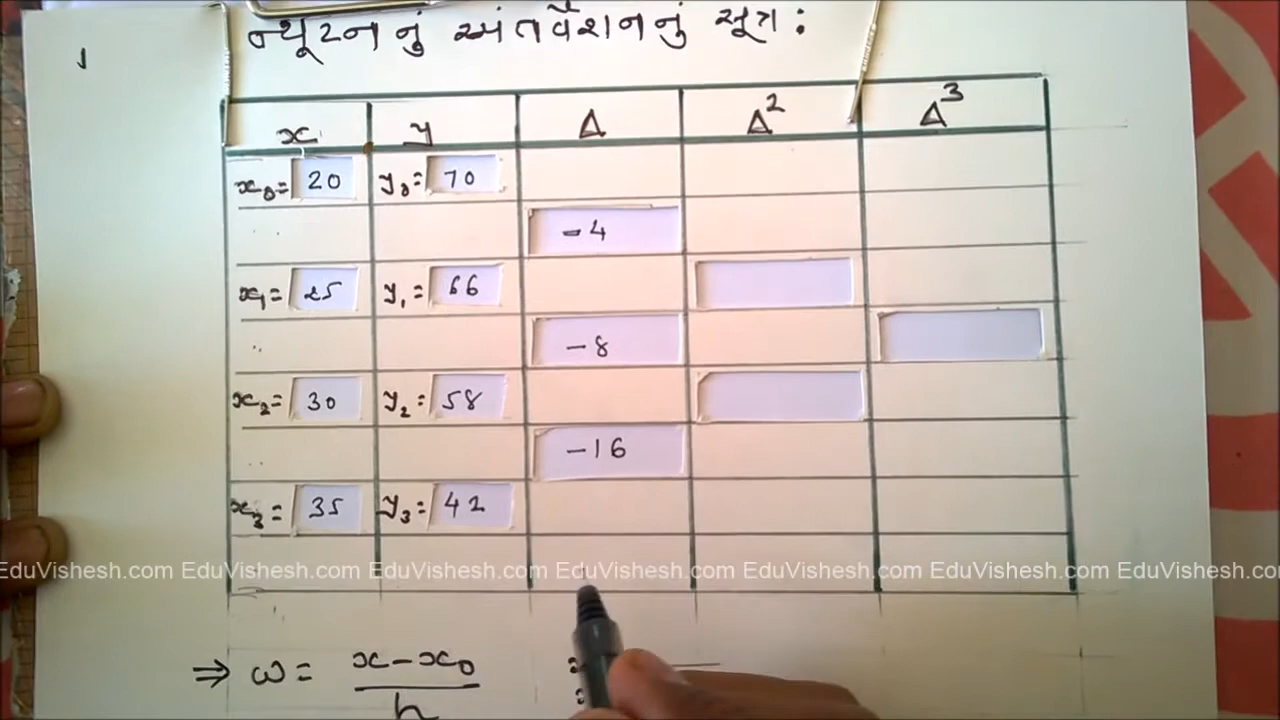 ન્યૂટનનું અંતર્વેશનનું સૂત્ર :
x y Δ Δ² Δ³
x₀= 20 y₀= 70
-4
x₁= 25 y₁= 66
-8
x₂= 30 y₂= 58
-16
x₃= 35 y₃= 42
EduVishesh.com EduVishesh.com EduVishesh.com EduVishesh.com EduVishesh.com EduVishesh.com EduVishesh.com
⇒ ω = x-x₀
h